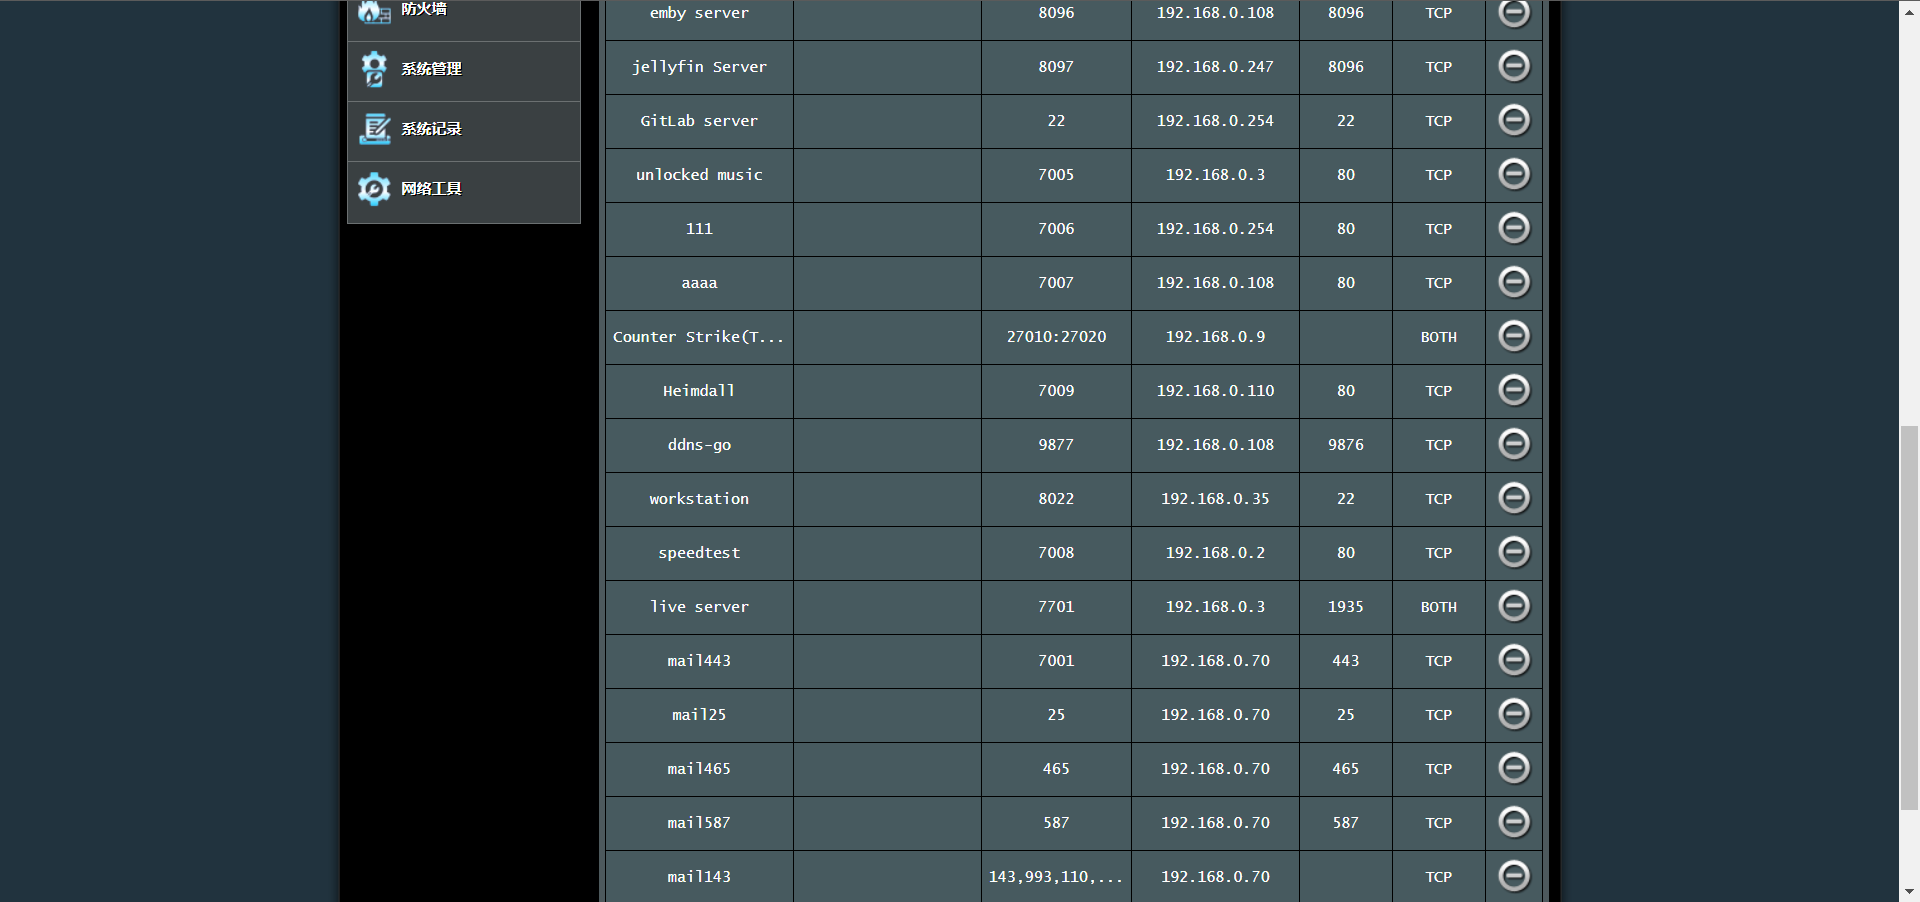 防火墙
系统管理
系统记录
网络工具
emby server 8096 192.168.0.108 8096 TCP
jellyfin Server 8097 192.168.0.247 8096 TCP
GitLab server 22 192.168.0.254 22 TCP
unlocked music 7005 192.168.0.3 80 TCP
111 7006 192.168.0.254 80 TCP
aaaa 7007 192.168.0.108 80 TCP
Counter Strike(T... 27010:27020 192.168.0.9 BOTH
Heimdall 7009 192.168.0.110 80 TCP
ddns-go 9877 192.168.0.108 9876 TCP
workstation 8022 192.168.0.35 22 TCP
speedtest 7008 192.168.0.2 80 TCP
live server 7701 192.168.0.3 1935 BOTH
mail443 7001 192.168.0.70 443 TCP
mail25 25 192.168.0.70 25 TCP
mail465 465 192.168.0.70 465 TCP
mail587 587 192.168.0.70 587 TCP
mail143 143,993,110,... 192.168.0.70 TCP